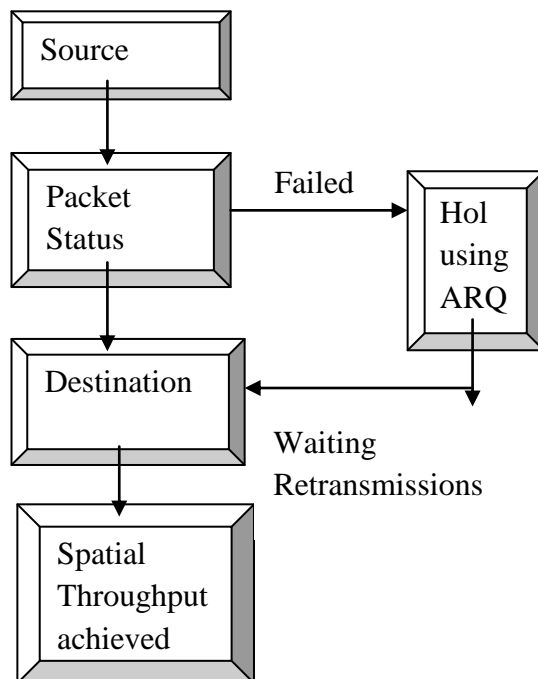 Source
Packet
Status
Failed
Hol
using
ARQ
Destination
Waiting
Retransmissions
Spatial
Throughput
achieved